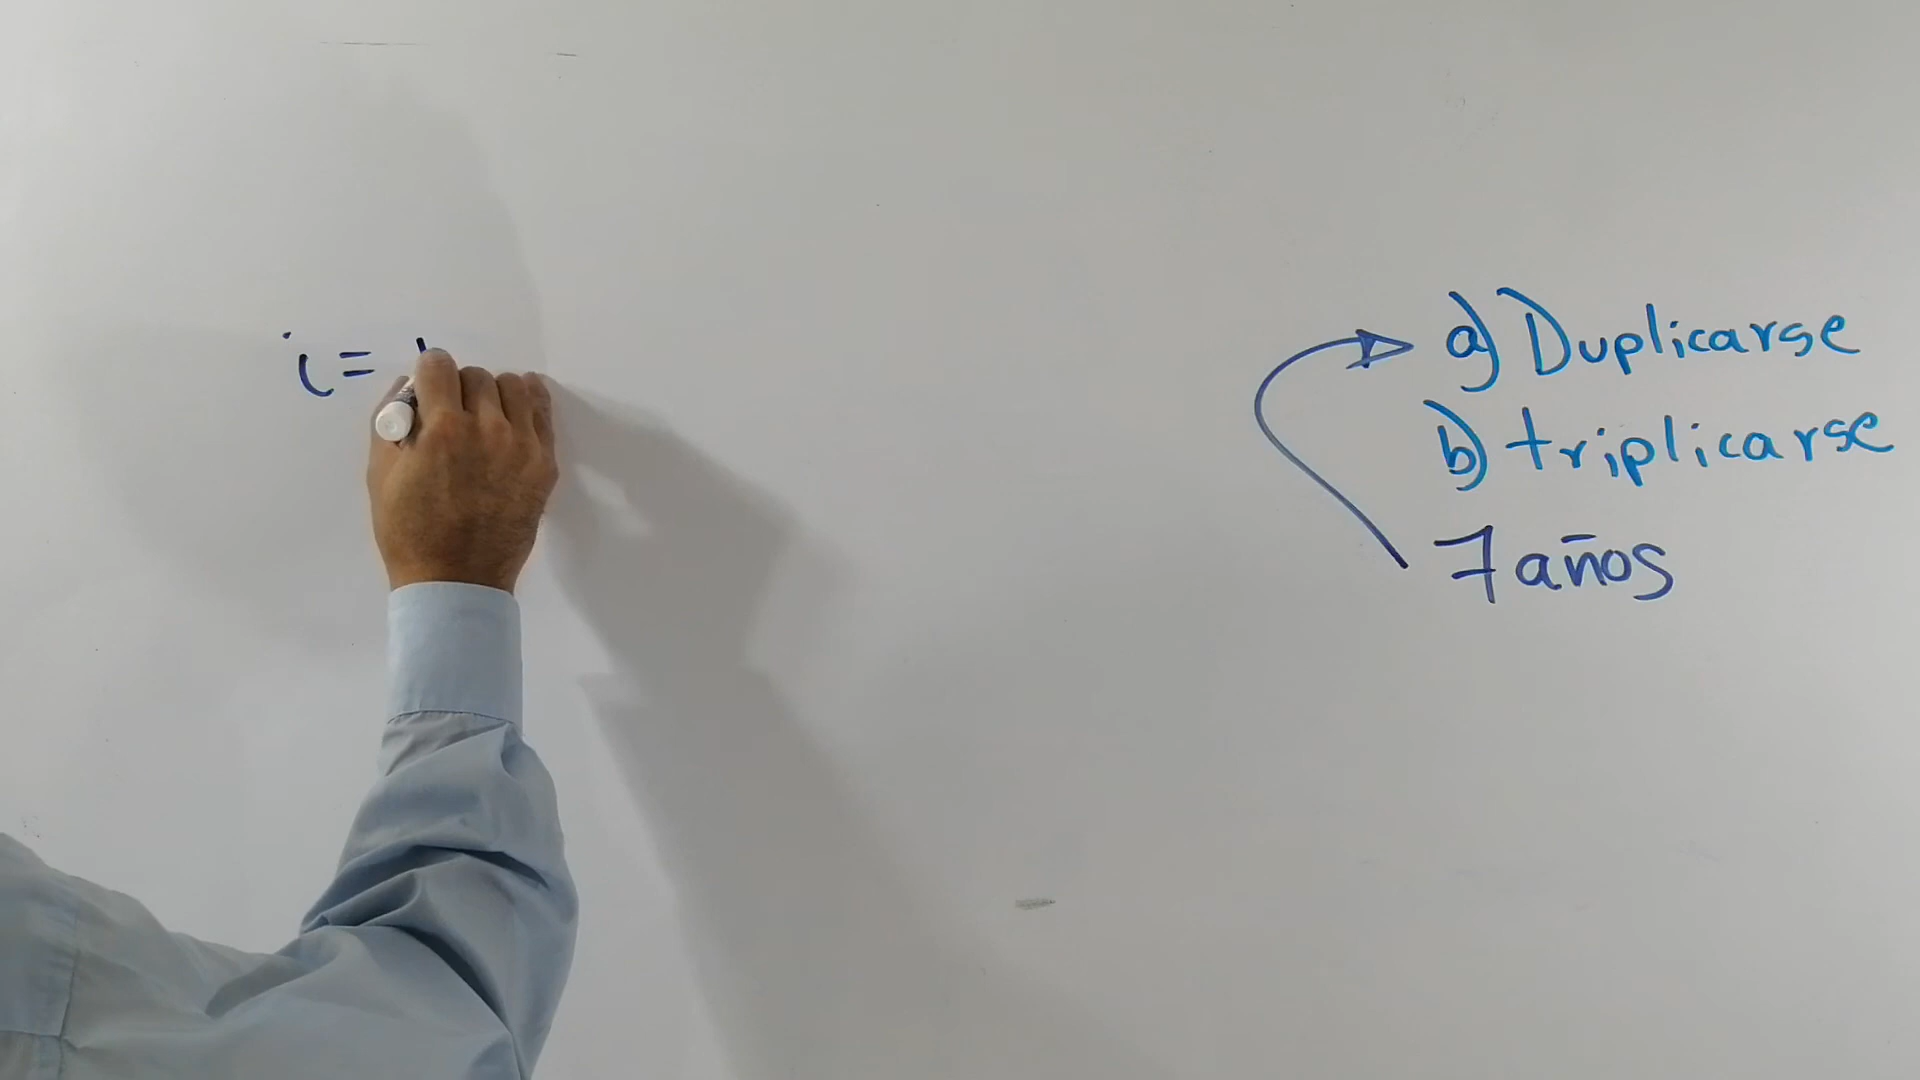 i =
a) Duplicarse
b) triplicarse
7 años